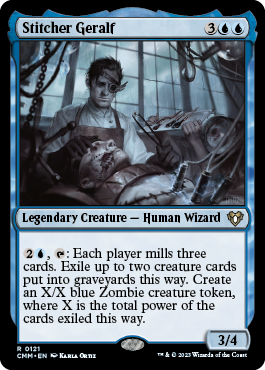 Stitcher Geralf 3
Legendary Creature — Human Wizard
2, : Each player mills three
cards. Exile up to two creature cards
put into graveyards this way. Create
an X/X blue Zombie creature token,
where X is the total power of the
cards exiled this way.
3/4
R 0121
CMM • EN Karla Ortiz
™ & © 2023 Wizards of the Coast